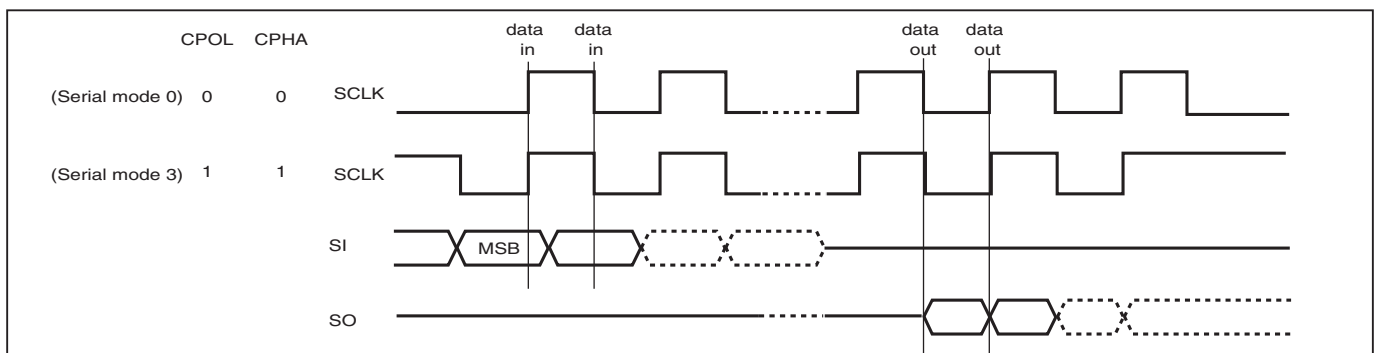 CPOL CPHA data in data in data out data out
(Serial mode 0) 0 0 SCLK
(Serial mode 3) 1 1 SCLK
SI MSB
SO